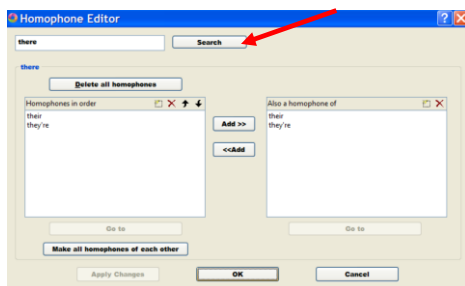 Homophone Editor
there
Search
there
Delete all homophones
Homophones in order
Also a homophone of
their
they're
their
they're
Add >>
<<Add
Go to
Go to
Make all homophones of each other
Apply Changes
OK
Cancel